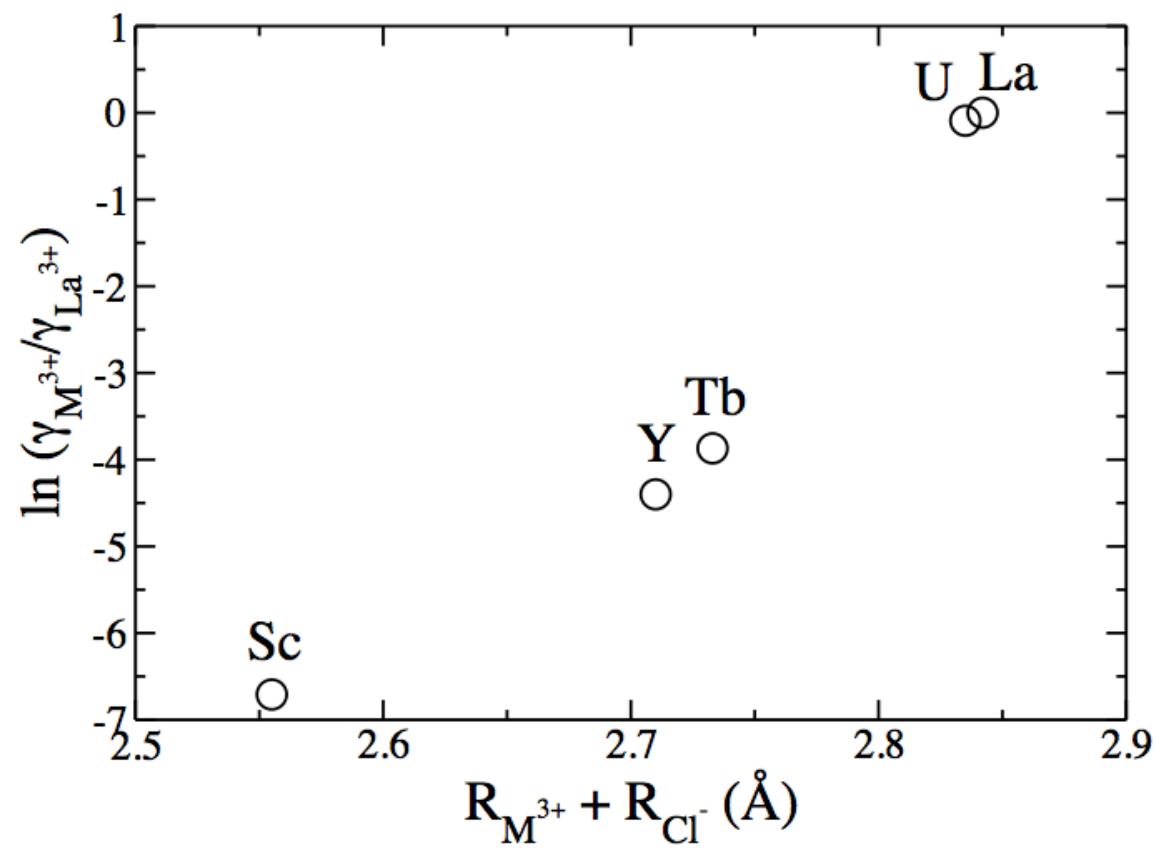 1
0
-1
-2
-3
-4
-5
-6
-7
ln (γM3+/γLa3+)
U La
Tb
Y
Sc
2.5 2.6 2.7 2.8 2.9
RM3+ + RCl- (Å)